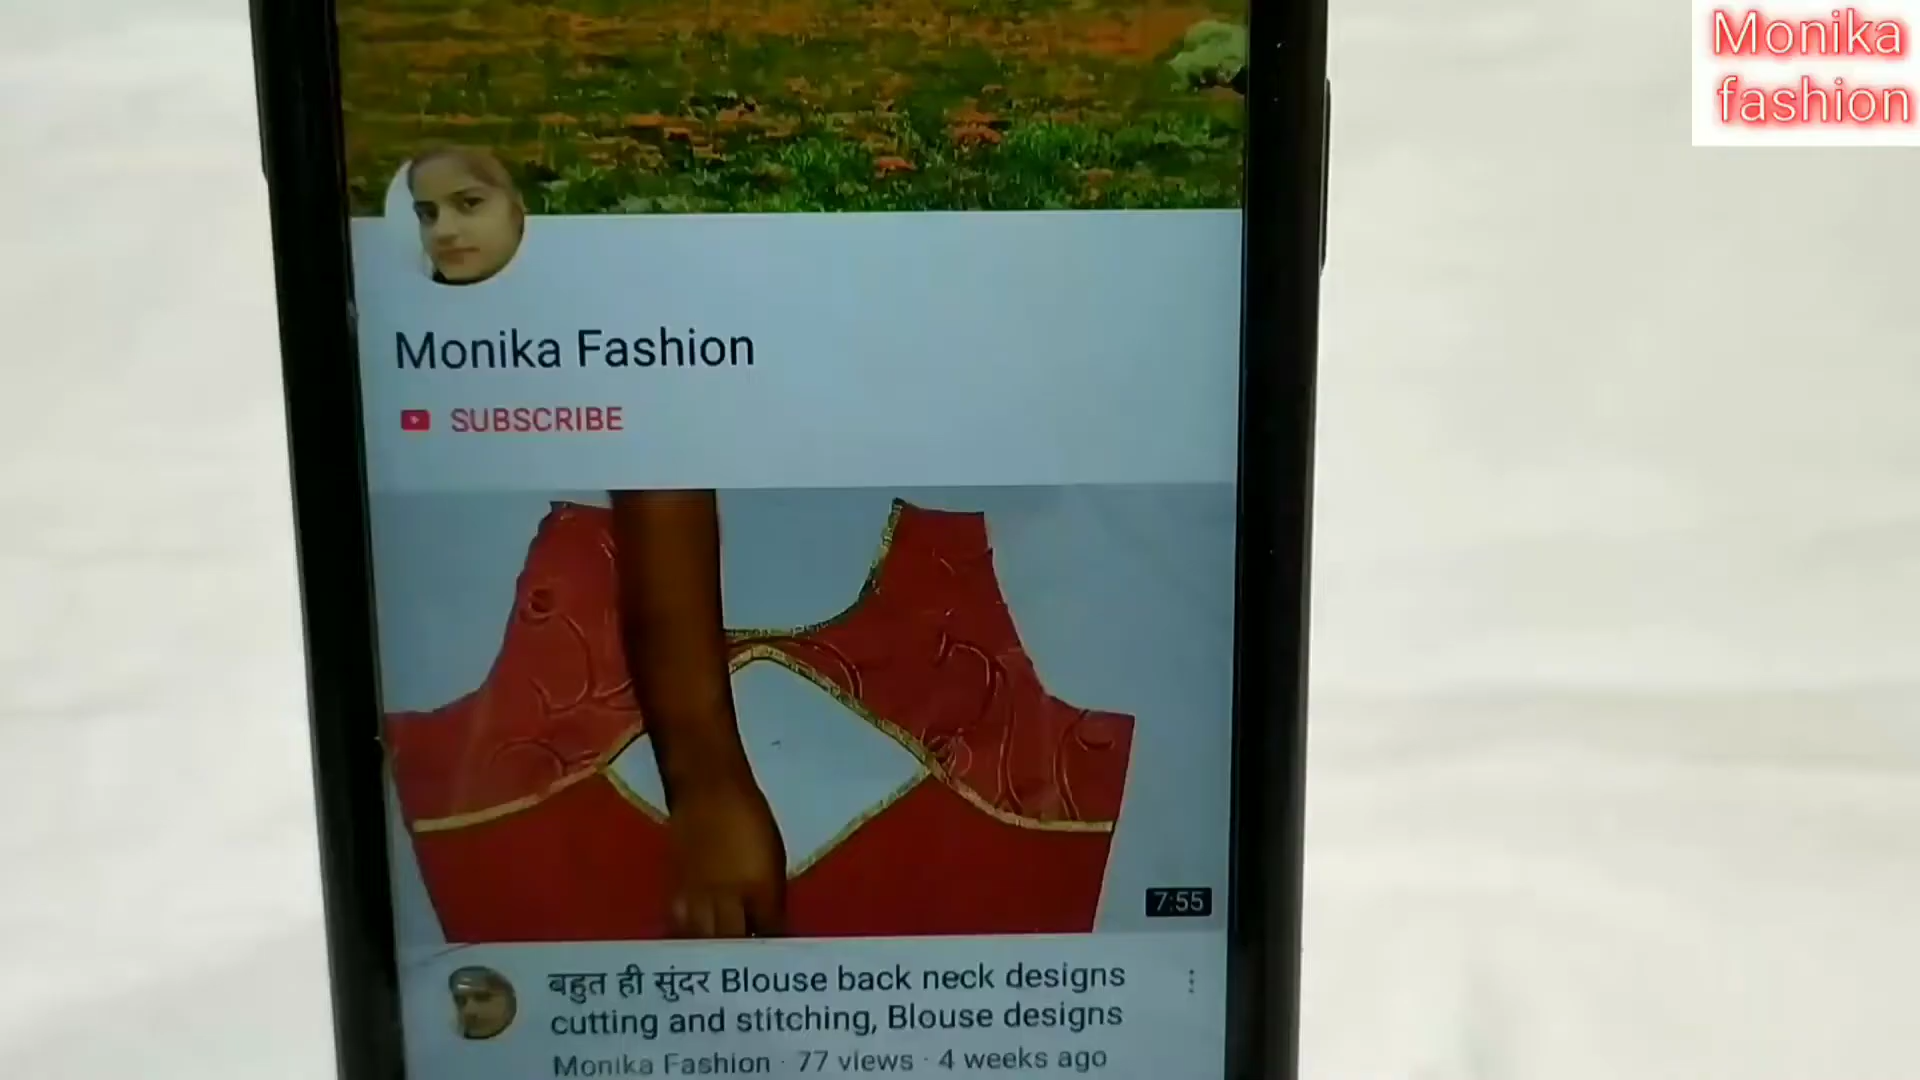 Monika
fashion
Monika Fashion
SUBSCRIBE
7:55
बहुत ही सुंदर Blouse back neck designs
cutting and stitching, Blouse designs
Monika Fashion · 77 views · 4 weeks ago